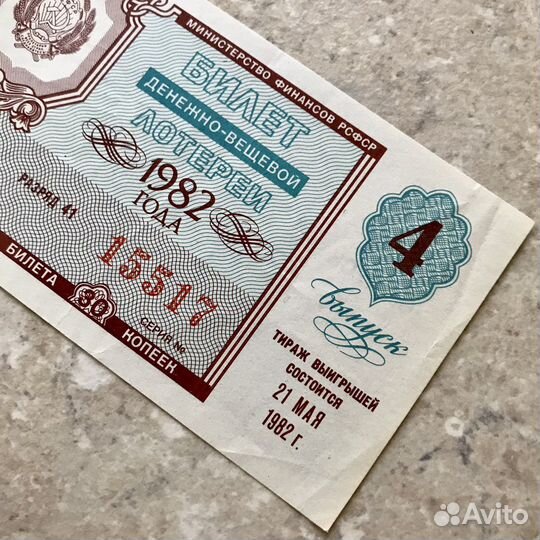 МИНИСТЕРСТВО ФИНАНСОВ РСФСР
БИЛЕТ
ДЕНЕЖНО-ВЕЩЕВОЙ
ЛОТЕРЕИ
1982
ГОДА
РАЗРЯД 41
15517
СЕРИЯ №
БИЛЕТА 30 КОПЕЕК
4
выпуск
ТИРАЖ ВЫИГРЫШЕЙ
СОСТОИТСЯ
21 МАЯ
1982 г.
Avito